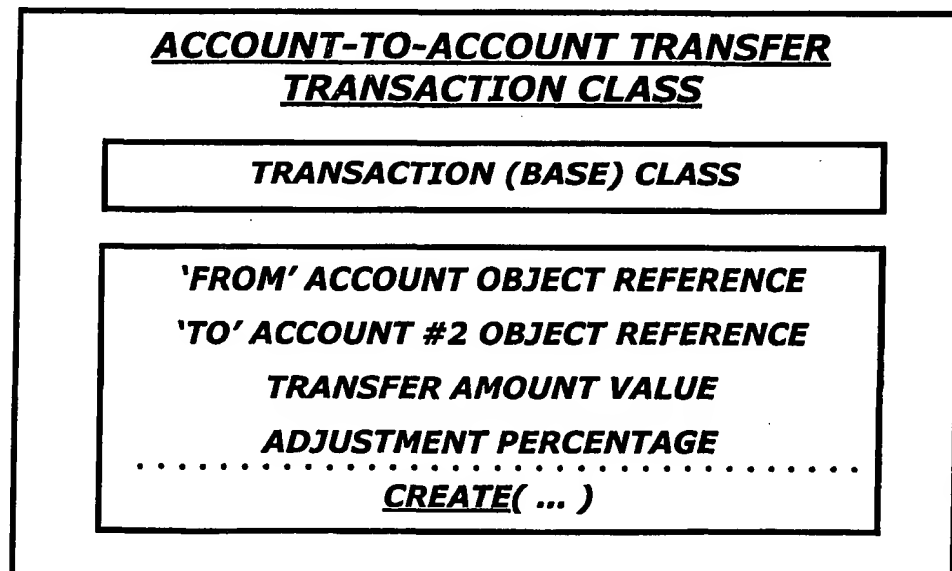 ACCOUNT-TO-ACCOUNT TRANSFER
TRANSACTION CLASS
TRANSACTION (BASE) CLASS
‘FROM’ ACCOUNT OBJECT REFERENCE
‘TO’ ACCOUNT #2 OBJECT REFERENCE
TRANSFER AMOUNT VALUE
ADJUSTMENT PERCENTAGE
CREATE( ... )